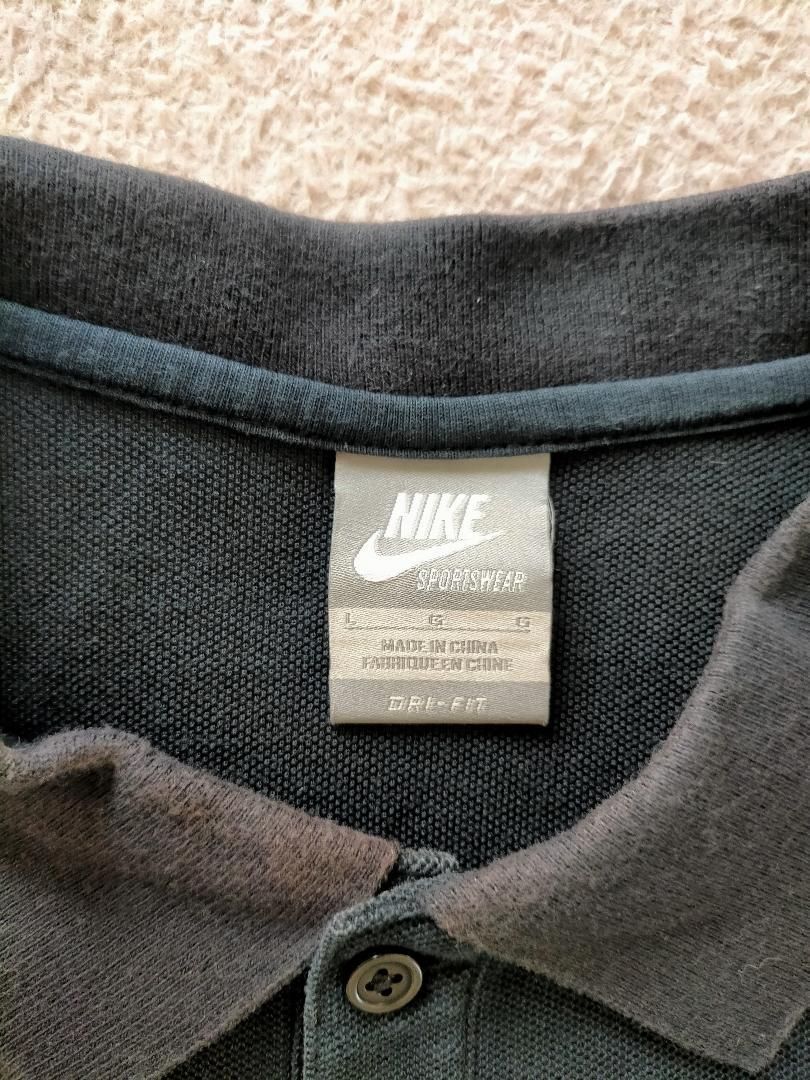 NIKE
SPORTSWEAR
L G G
MADE IN CHINA
FABRIQUE EN CHINE
DRI-FIT